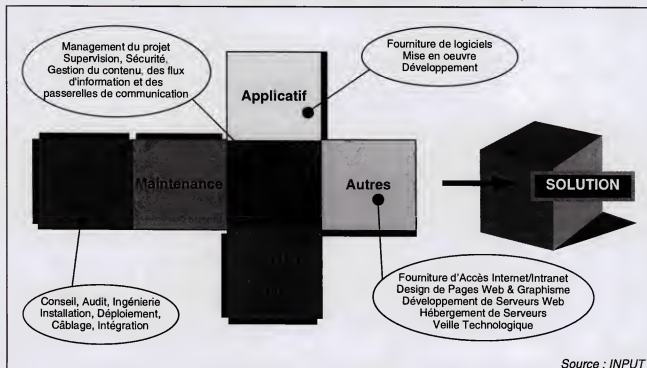 Management du projet
Supervision, Sécurité,
Gestion du contenu, des flux
d'information et des
passerelles de communication
Fourniture de logiciels
Mise en oeuvre
Développement
Applicatif
Maintenance
Autres
SOLUTION
Conseil, Audit, Ingénierie
Installation, Déploiement,
Câblage, Intégration
Fourniture d'Accès Internet/Intranet
Design de Pages Web & Graphisme
Développement de Serveurs Web
Hébergement de Serveurs
Veille Technologique
Source : INPUT